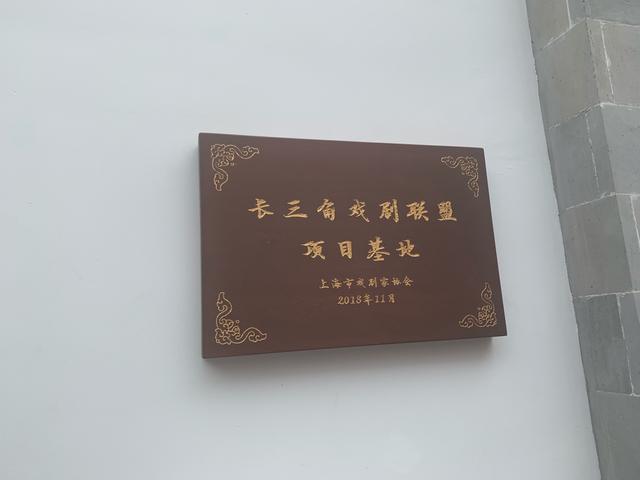 长三角戏剧联盟
项目基地
上海市戏剧家协会
2018年11月